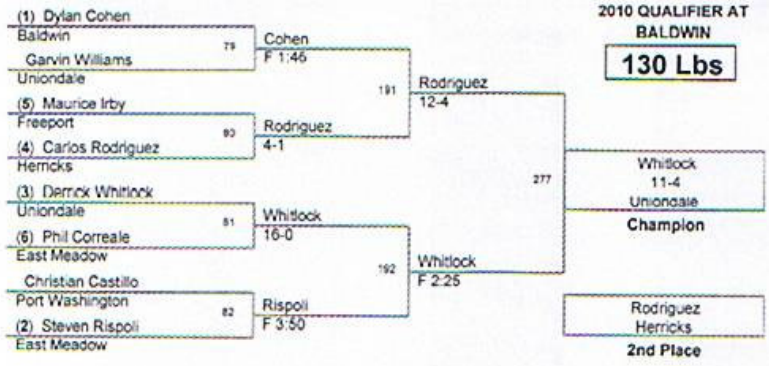 2010 QUALIFIER AT
BALDWIN
130 Lbs
(1) Dylan Cohen
Baldwin
Garvin Williams
Uniondale
(5) Maurice Irby
Freeport
(4) Carlos Rodriguez
Herricks
(3) Derrick Whitlock
Uniondale
(6) Phil Correale
East Meadow
Christian Castillo
Port Washington
(2) Steven Rispoli
East Meadow
79
80
81
82
Cohen
F 1:46
Rodriguez
4-1
Whitlock
16-0
Rispoli
F 3:50
191
192
Rodriguez
12-4
Whitlock
F 2:25
277
Whitlock
11-4
Uniondale
Champion
Rodriguez
Herricks
2nd Place